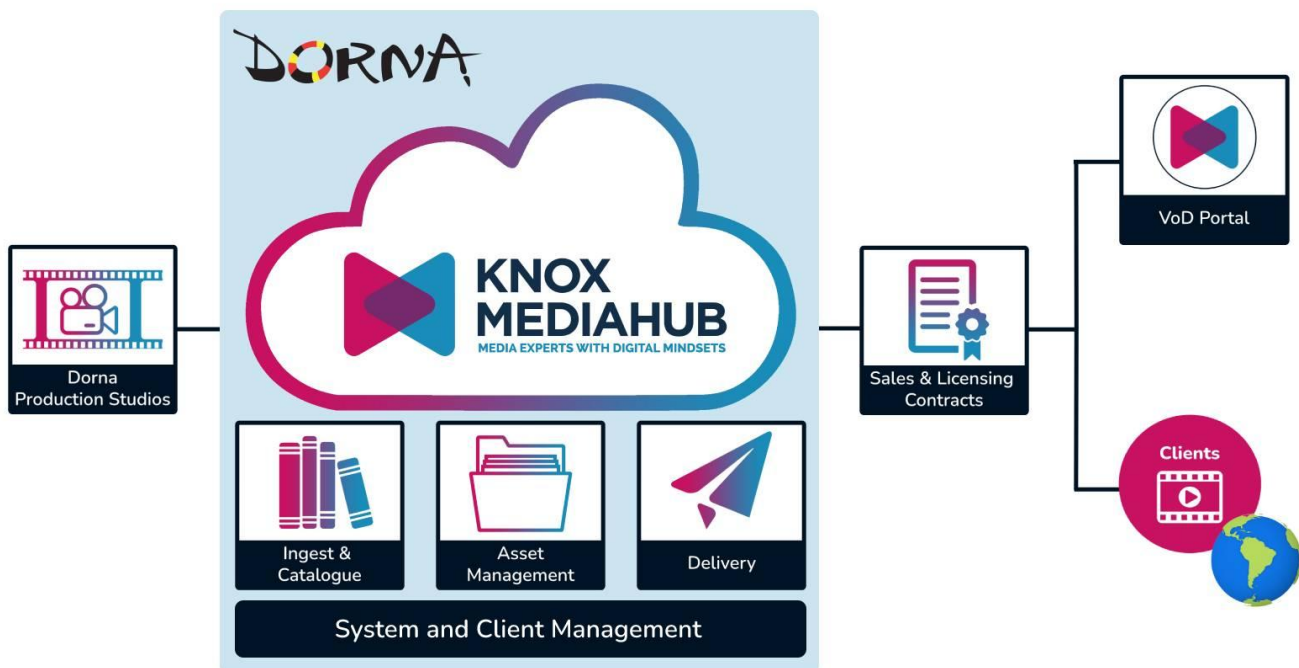 DORNA
KNOX
MEDIAHUB
MEDIA EXPERTS WITH DIGITAL MINDSETS
Dorna
Production Studios
Ingest &
Catalogue
Asset
Management
Delivery
System and Client Management
Sales & Licensing
Contracts
VoD Portal
Clients